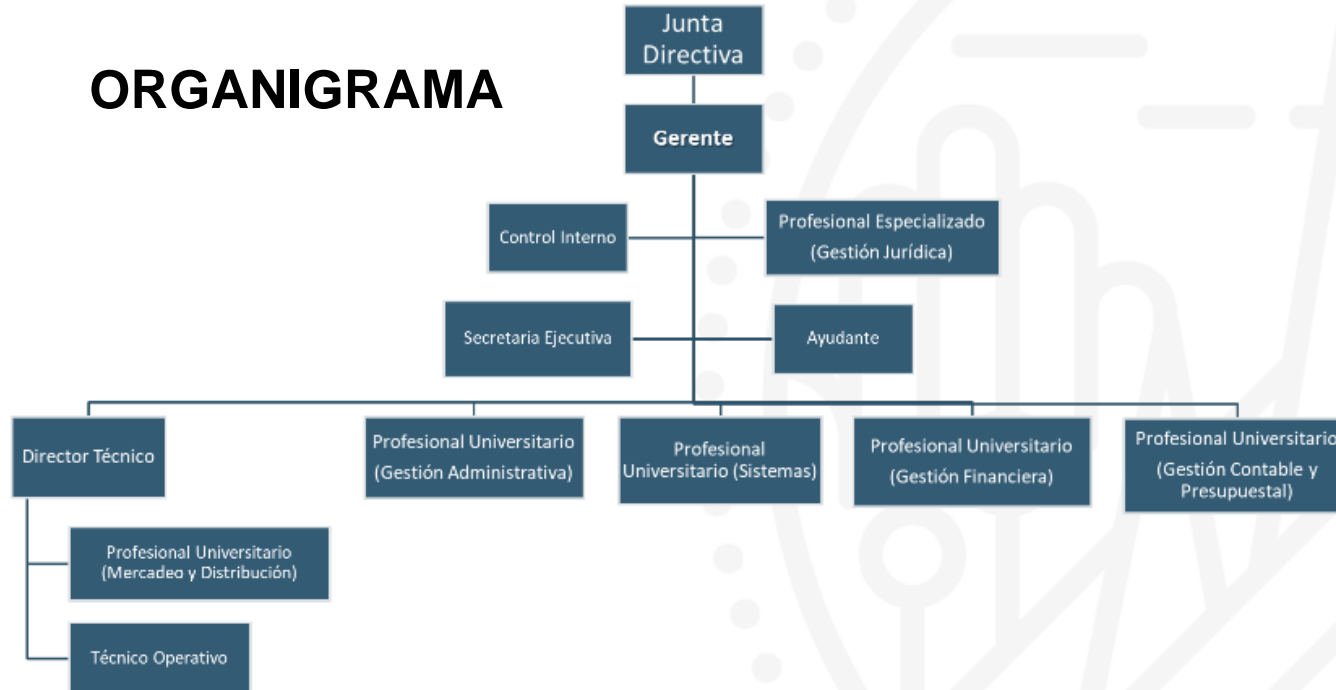 Junta
Directiva
ORGANIGRAMA
Gerente
Control Interno
Profesional Especializado
(Gestión Jurídica)
Secretaria Ejecutiva
Ayudante
Director Técnico
Profesional Universitario
(Gestión Administrativa)
Profesional
Universitario (Sistemas)
Profesional Universitario
(Gestión Financiera)
Profesional Universitario
(Gestión Contable y
Presupuestal)
Profesional Universitario
(Mercadeo y Distribución)
Técnico Operativo